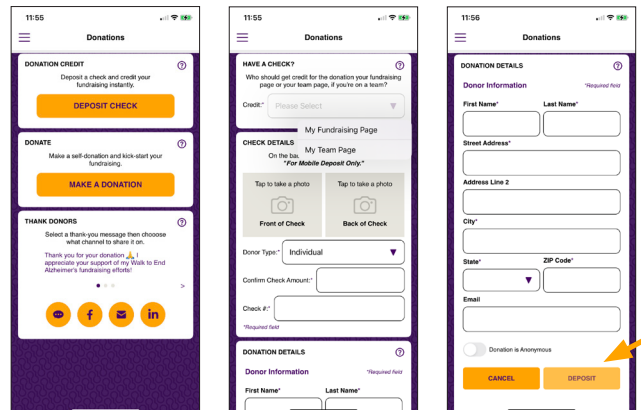 11:55
Donations
DONATION CREDIT
Deposit a check and credit your
fundraising instantly.
DEPOSIT CHECK
DONATE
Make a self-donation and kick-start your
fundraising.
MAKE A DONATION
THANK DONORS
Select a thank-you message then choose
what channel to share it on.
Thank you for your donation 🙏 I
appreciate your support of my Walk to End
Alzheimer's fundraising efforts!
>
f
in
11:55
Donations
HAVE A CHECK?
Who should get credit for the donation your fundraising
page or your team page, if you're on a team?
Credit:* Please Select
My Fundraising Page
My Team Page
CHECK DETAILS
On the
"For Mobile Deposit Only."
Tap to take a photo
Front of Check
Tap to take a photo
Back of Check
Donor Type:* Individual
Confirm Check Amount:*
Check #:*
*Required field
DONATION DETAILS
Donor Information *Required field
First Name* Last Name*
11:56
Donations
DONATION DETAILS
Donor Information *Required field
First Name* Last Name*
Street Address*
Address Line 2
City*
State* ZIP Code*
Email
Donation is Anonymous
CANCEL DEPOSIT